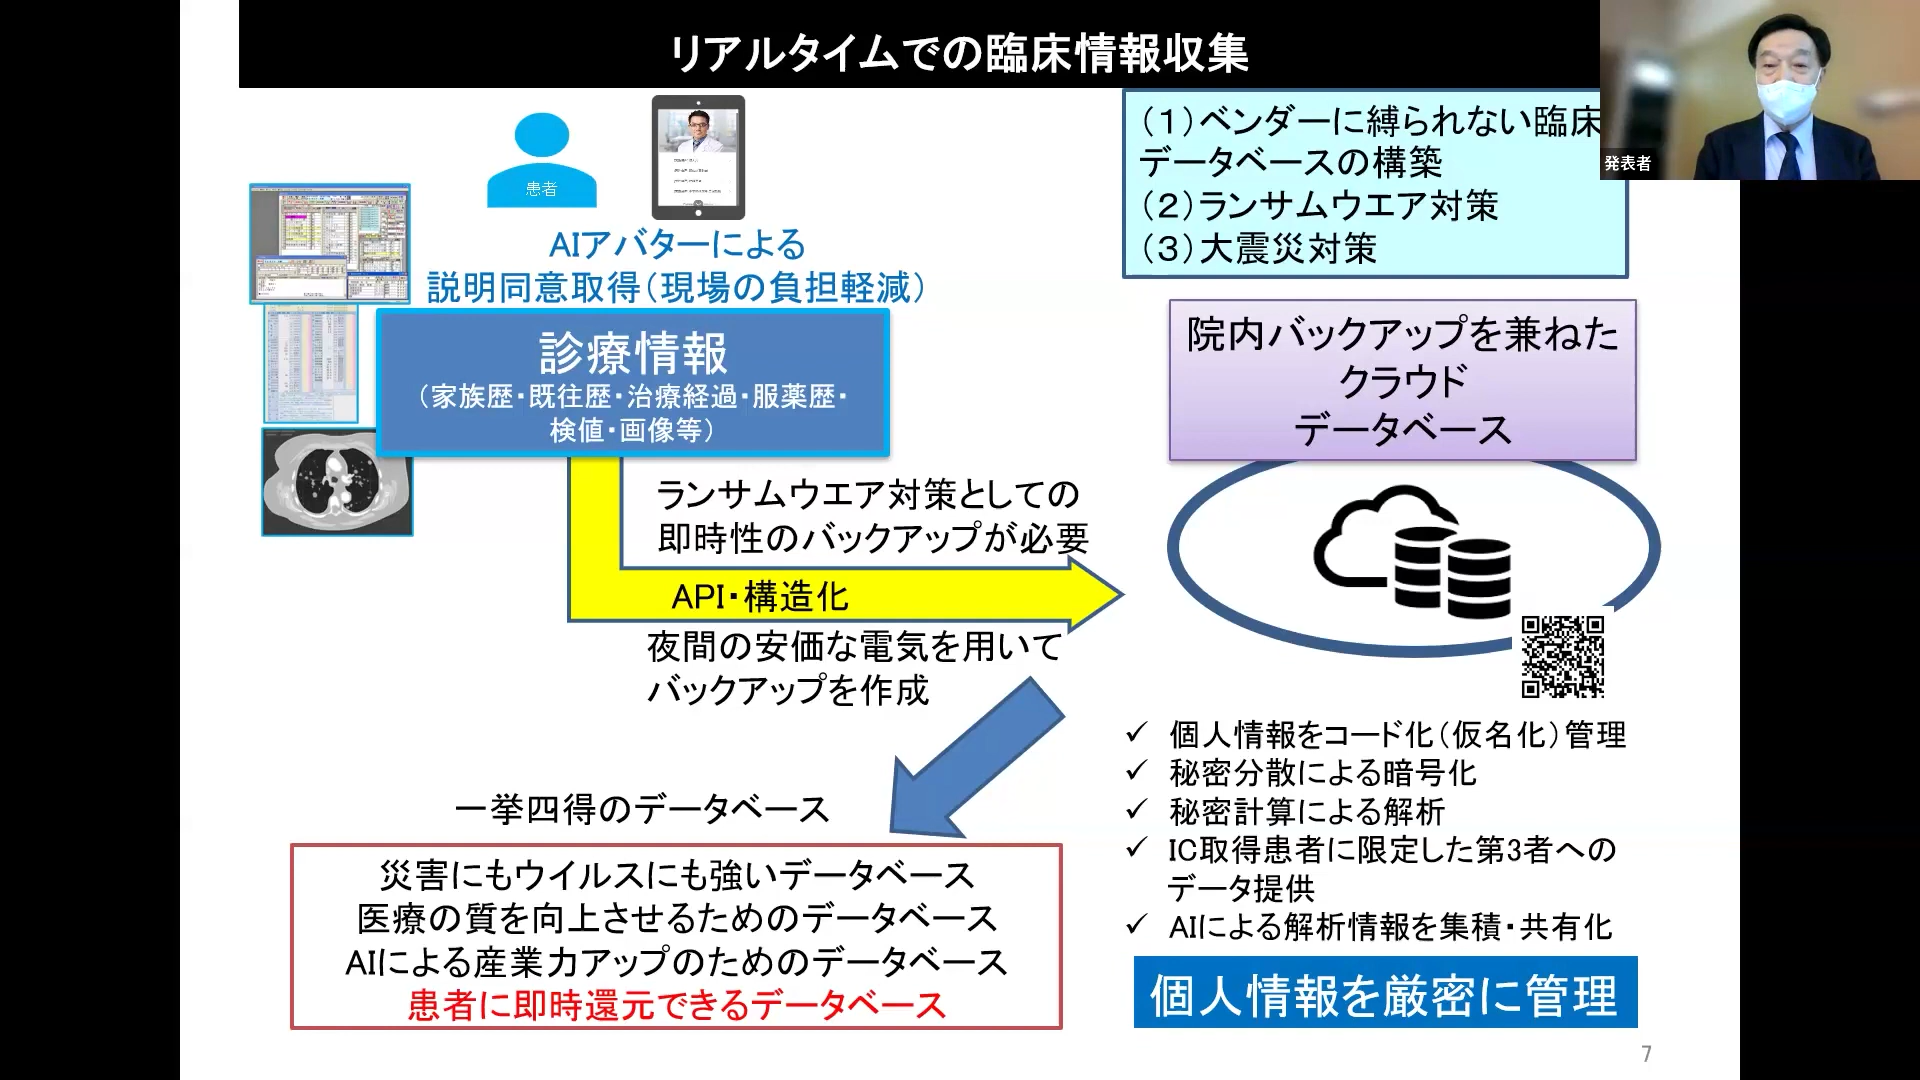 リアルタイムでの臨床情報収集
発表者
患者
AIアバターによる
説明同意取得（現場の負担軽減）
（１）ベンダーに縛られない臨床
データベースの構築
（２）ランサムウエア対策
（３）大震災対策
診療情報
（家族歴・既往歴・治療経過・服薬歴・
検値・画像等）
院内バックアップを兼ねた
クラウド
データベース
ランサムウエア対策としての
即時性のバックアップが必要
API・構造化
夜間の安価な電気を用いて
バックアップを作成
✓ 個人情報をコード化（仮名化）管理
✓ 秘密分散による暗号化
✓ 秘密計算による解析
✓ IC取得患者に限定した第3者への
データ提供
✓ AIによる解析情報を集積・共有化
個人情報を厳密に管理
一挙四得のデータベース
災害にもウイルスにも強いデータベース
医療の質を向上させるためのデータベース
AIによる産業力アップのためのデータベース
患者に即時還元できるデータベース
7